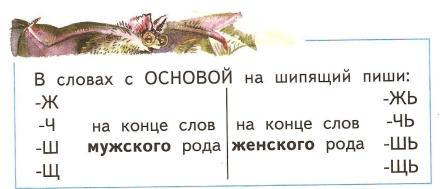 В словах с ОСНОВОЙ на шипящий пиши:
-Ж -ЖЬ
-Ч на конце слов на конце слов -ЧЬ
-Ш мужского рода женского рода -ШЬ
-Щ -ЩЬ